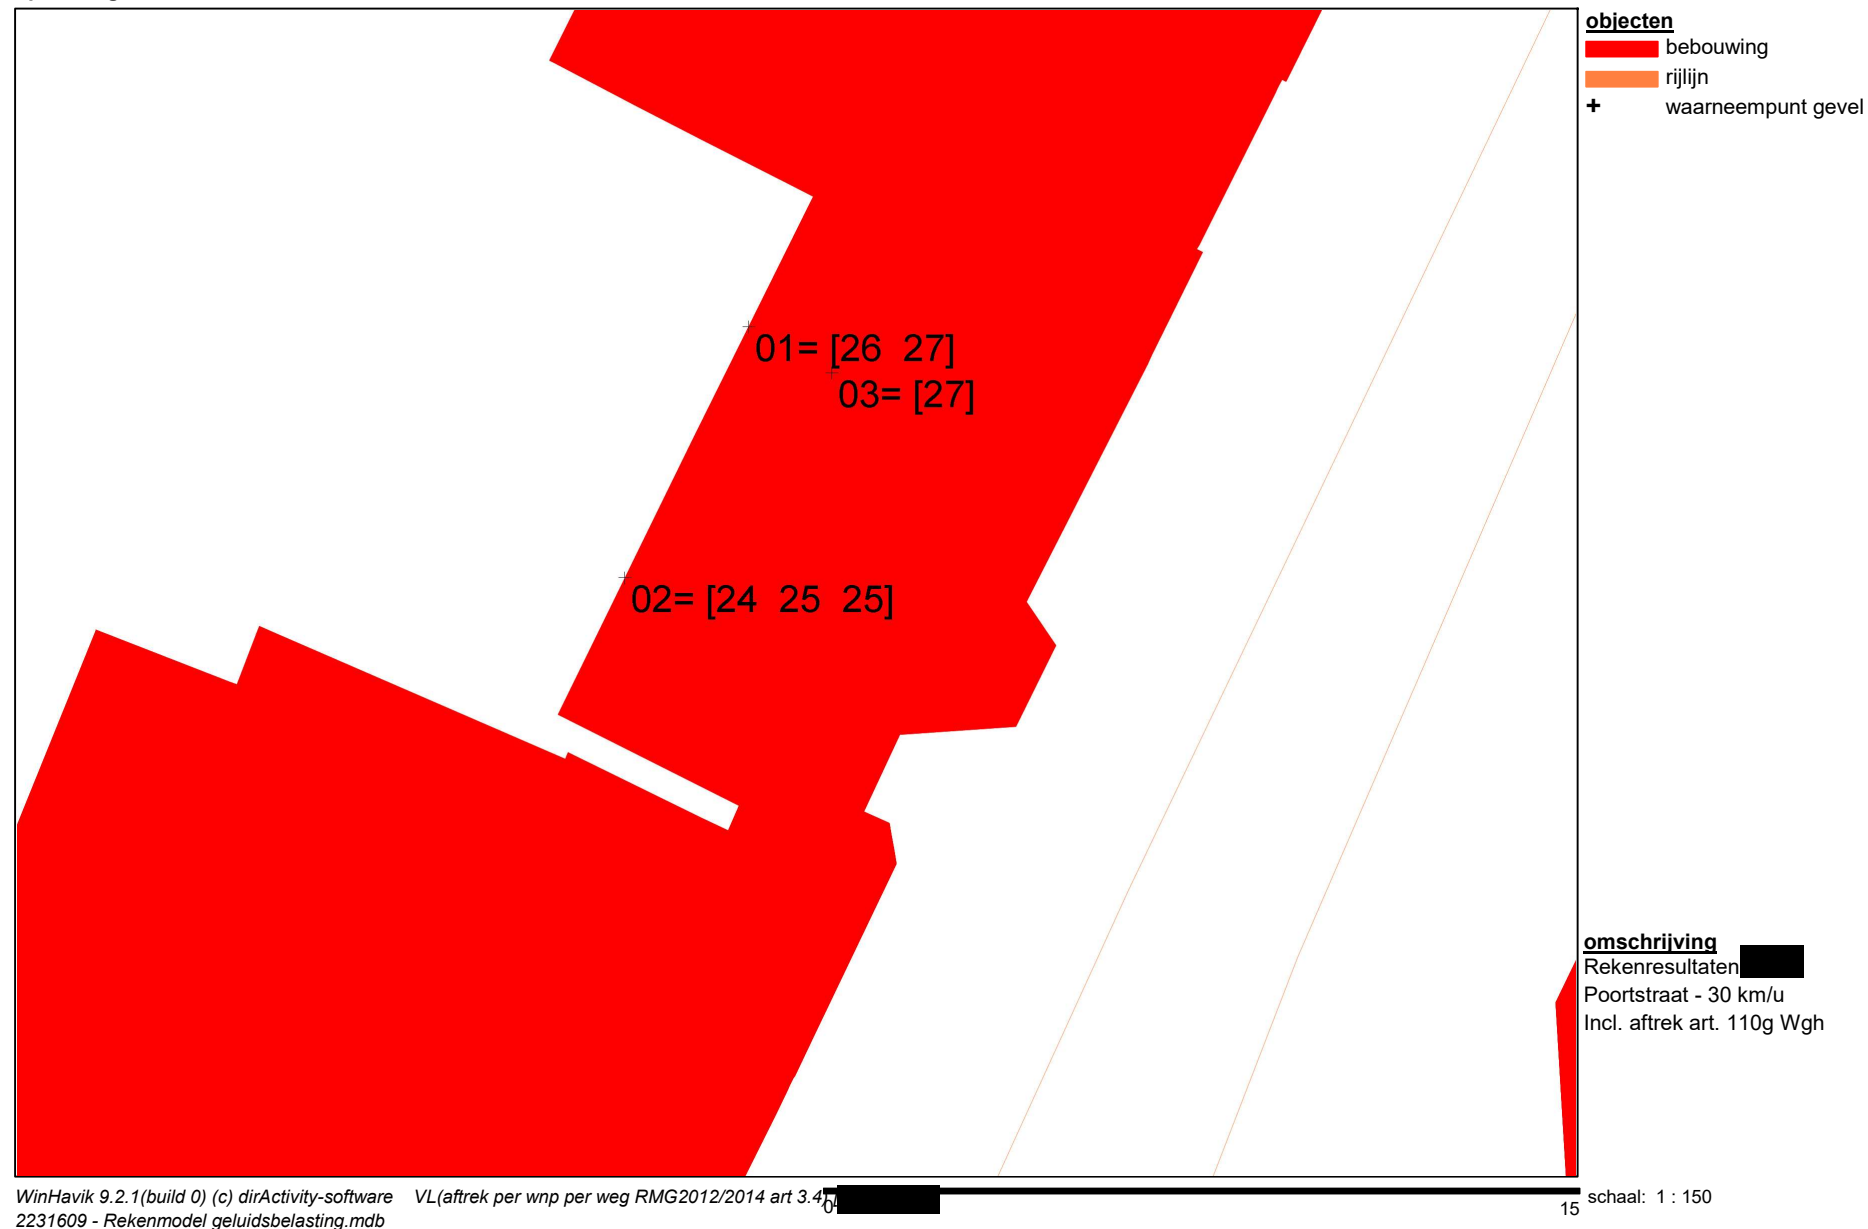 objecten
bebouwing
rijlijn
+ waarneempunt gevel
01= [26 27]
03= [27]
02= [24 25 25]
omschrijving
Rekenresultaten
Poortstraat - 30 km/u
Incl. aftrek art. 110g Wgh
WinHavik 9.2.1(build 0) (c) dirActivity-software VL(aftrek per wnp per weg RMG2012/2014 art 3.4)
0 15
schaal: 1 : 150
2231609 - Rekenmodel geluidsbelasting.mdb